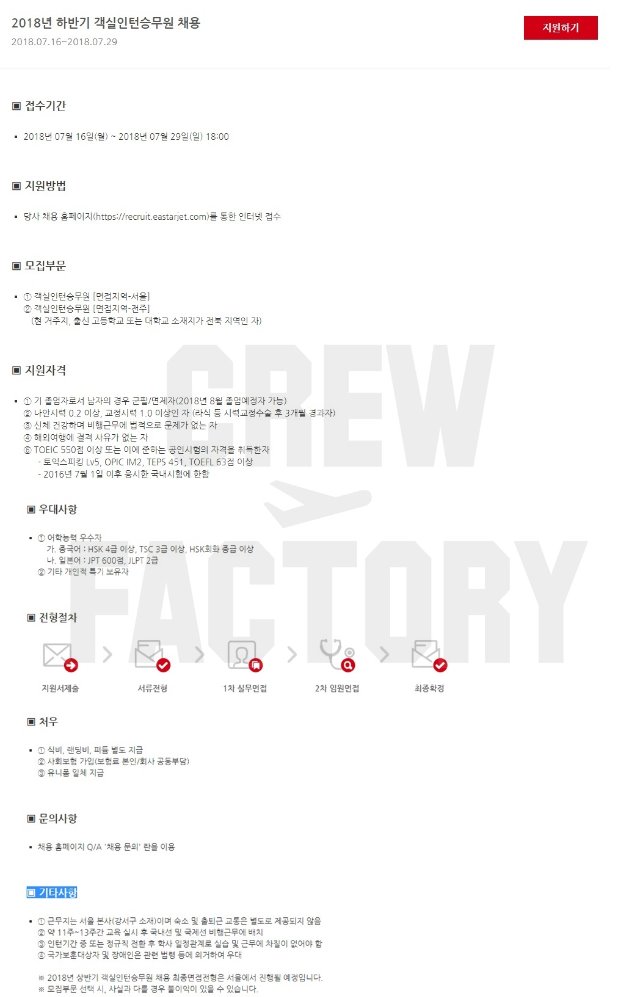 2018년 하반기 객실인턴승무원 채용
2018.07.16~2018.07.29
지원하기
▣ 접수기간
▪ 2018년 07월 16일(월) ~ 2018년 07월 29일(일) 18:00
▣ 지원방법
▪ 당사 채용 홈페이지(https://recruit.eastarjet.com)를 통한 인터넷 접수
▣ 모집부문
▪ ① 객실인턴승무원 [면접지역-서울]
② 객실인턴승무원 [면접지역-전주]
(현 거주지, 출신 고등학교 또는 대학교 소재지가 전북 지역인 자)
▣ 지원자격
▪ ① 기 졸업자로서 남자의 경우 군필/면제자(2018년 8월 졸업예정자 가능)
② 나안시력 0.2 이상, 교정시력 1.0 이상인 자 (라식 등 시력교정수술 후 3개월 경과자)
③ 신체 건강하며 비행근무에 법적으로 문제가 없는 자
④ 해외여행에 결격 사유가 없는 자
⑤ TOEIC 550점 이상 또는 이에 준하는 공인시험의 자격을 취득한자
- 토익스피킹 Lv5, OPIC IM2, TEPS 451, TOEFL 63점 이상
- 2016년 7월 1일 이후 응시한 국내시험에 한함
CREW
FACTORY
▣ 우대사항
▪ ① 어학능력 우수자
가. 중국어 : HSK 4급 이상, TSC 3급 이상, HSK회화 중급 이상
나. 일본어 : JPT 600점, JLPT 2급
② 기타 개인적 특기 보유자
▣ 전형절차
지원서제출
서류전형
1차 실무면접
2차 임원면접
최종확정
▣ 처우
▪ ① 식비, 랜딩비, 퍼듐 별도 지급
② 사회보험 가입(보험료 본인/회사 공동부담)
③ 유니폼 일체 지급
▣ 문의사항
▪ 채용 홈페이지 Q/A '채용 문의' 란을 이용
▣ 기타사항
▪ ① 근무지는 서울 본사(강서구 소재)이며 숙소 및 출퇴근 교통은 별도로 제공되지 않음
② 약 11주~13주간 교육 실시 후 국내선 및 국제선 비행근무에 배치
③ 인턴기간 중 또는 정규직 전환 후 학사 일정관계로 실습 및 근무에 차질이 없어야 함
④ 국가보훈대상자 및 장애인은 관련 법령 등에 의거하여 우대
※ 2018년 상반기 객실인턴승무원 채용 최종면접전형은 서울에서 진행될 예정입니다.
※ 모집부문 선택 시, 사실과 다를 경우 불이익이 있을 수 있습니다.